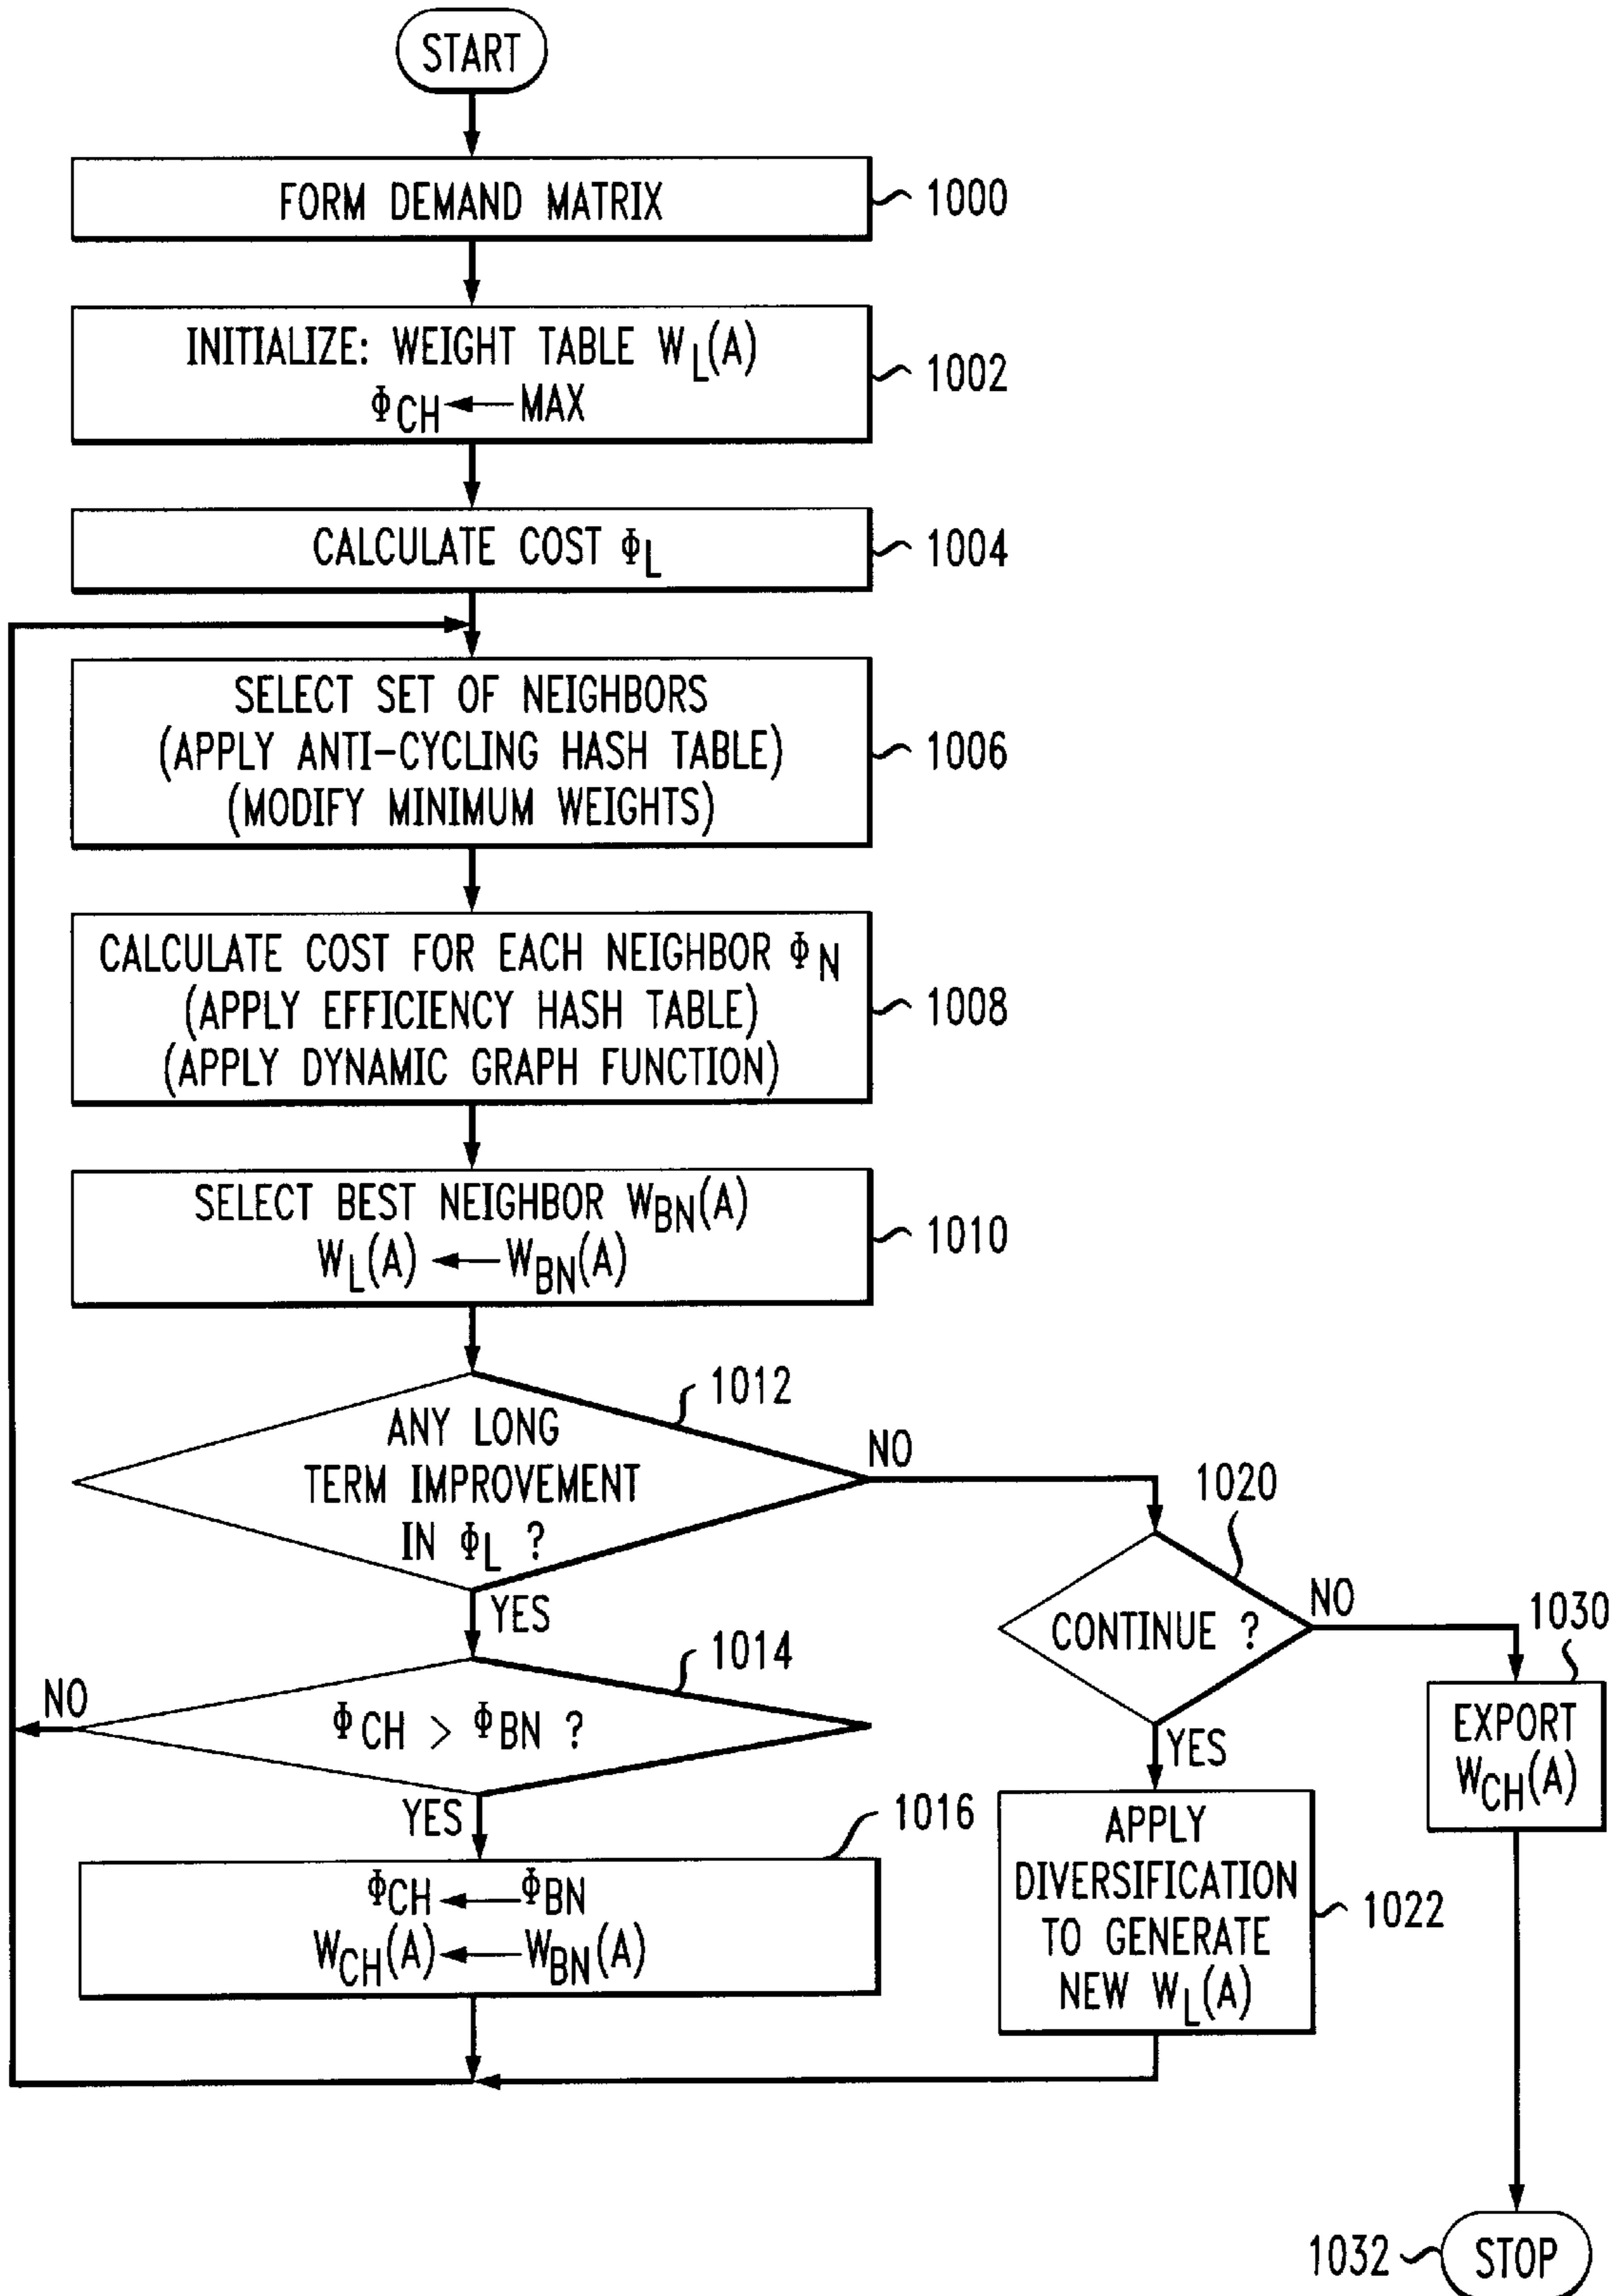 START
FORM DEMAND MATRIX
1000
INITIALIZE: WEIGHT TABLE WL(A)
ΦCH ← MAX
1002
CALCULATE COST ΦL
1004
SELECT SET OF NEIGHBORS
(APPLY ANTI-CYCLING HASH TABLE)
(MODIFY MINIMUM WEIGHTS)
1006
CALCULATE COST FOR EACH NEIGHBOR ΦN
(APPLY EFFICIENCY HASH TABLE)
(APPLY DYNAMIC GRAPH FUNCTION)
1008
SELECT BEST NEIGHBOR WBN(A)
WL(A) ← WBN(A)
1010
1012
ANY LONG
TERM IMPROVEMENT
IN ΦL ?
NO
YES
1020
CONTINUE ?
NO
YES
1030
EXPORT
WCH(A)
1014
ΦCH > ΦBN ?
NO
YES
1016
ΦCH ← ΦBN
WCH(A) ← WBN(A)
APPLY
DIVERSIFICATION
TO GENERATE
NEW WL(A)
1022
1032
STOP